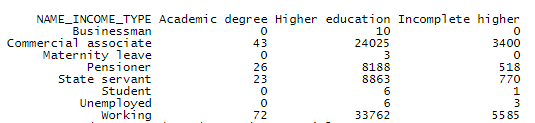 NAME_INCOME_TYPE Academic degree Higher education Incomplete higher
Businessman 0 10 0
Commercial associate 43 24025 3400
Maternity leave 0 3 0
Pensioner 26 8188 518
State servant 23 8863 770
Student 0 6 1
Unemployed 0 6 3
Working 72 33762 5585